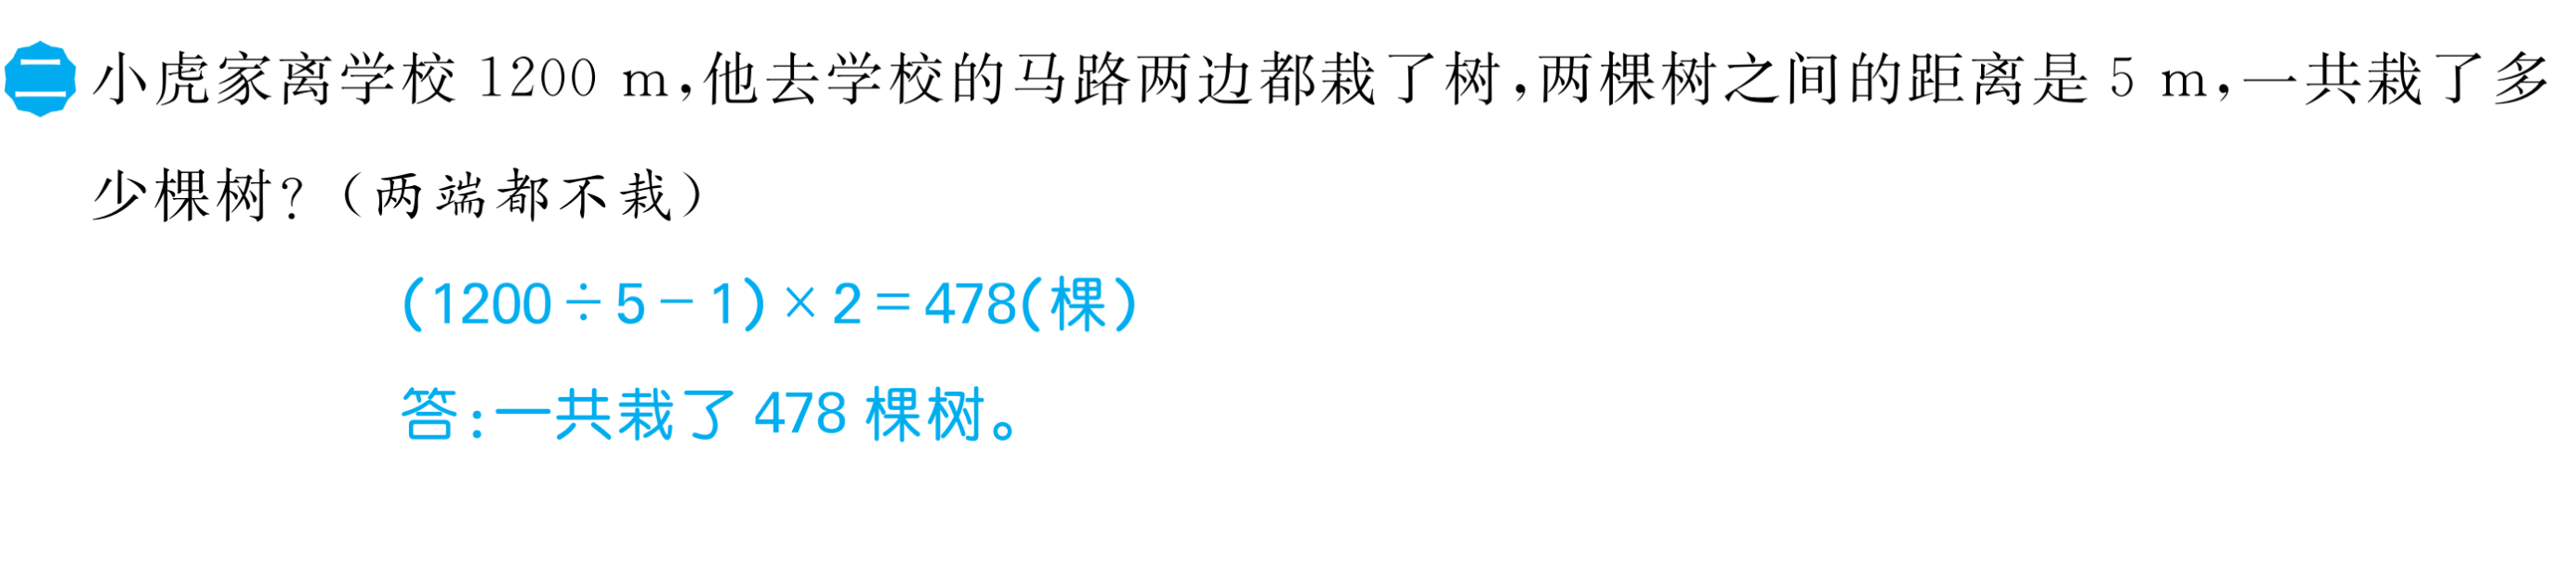 二 小虎家离学校 1200 m,他去学校的马路两边都栽了树,两棵树之间的距离是 5 m,一共栽了多
少棵树?(两端都不栽)
(1200÷5-1)×2=478(棵)
答:一共栽了 478 棵树。